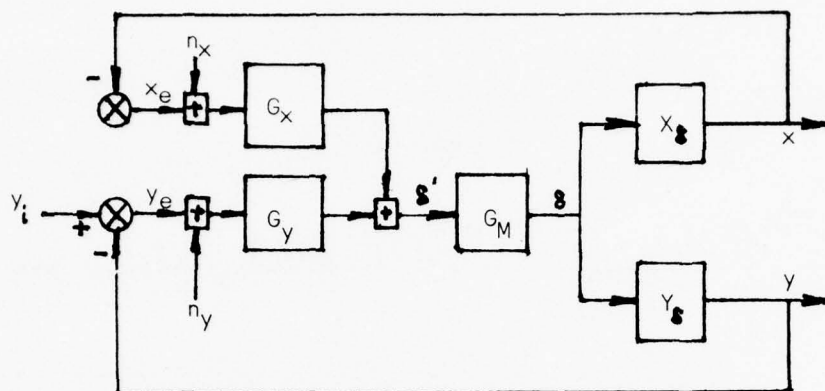 n_x
-
x_e
+
G_x
X_δ
x
y_i
+
y_e
+
G_y
+
δ'
G_M
δ
-
n_y
y
Y_δ